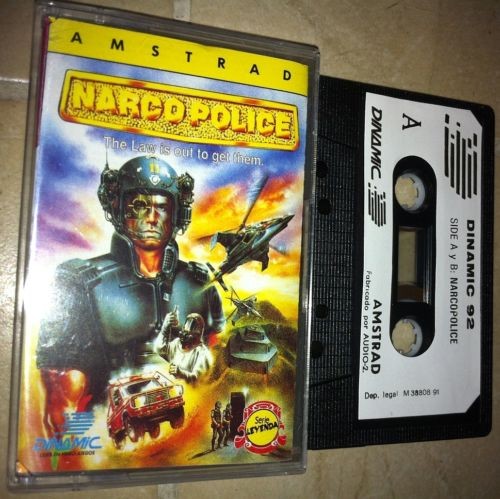 AMSTRAD
NARCO POLICE
The Law is out to get them.
DINAMIC
Serie
LEYENDA
DINAMIC
A
DINAMIC 92
SIDE A y B: NARCOPOLICE
AMSTRAD
Fabricado por AUDIO-2.
Dep. legal M 38808 91